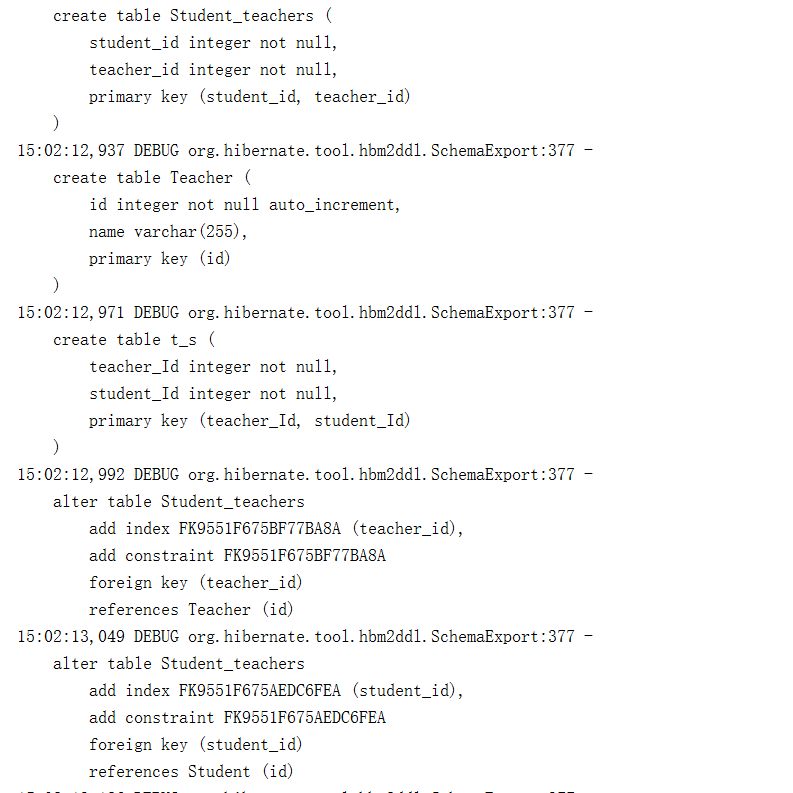 create table Student_teachers (
student_id integer not null,
teacher_id integer not null,
primary key (student_id, teacher_id)
)
15:02:12,937 DEBUG org.hibernate.tool.hbm2ddl.SchemaExport:377 -
create table Teacher (
id integer not null auto_increment,
name varchar(255),
primary key (id)
)
15:02:12,971 DEBUG org.hibernate.tool.hbm2ddl.SchemaExport:377 -
create table t_s (
teacher_Id integer not null,
student_Id integer not null,
primary key (teacher_Id, student_Id)
)
15:02:12,992 DEBUG org.hibernate.tool.hbm2ddl.SchemaExport:377 -
alter table Student_teachers
add index FK9551F675BF77BA8A (teacher_id),
add constraint FK9551F675BF77BA8A
foreign key (teacher_id)
references Teacher (id)
15:02:13,049 DEBUG org.hibernate.tool.hbm2ddl.SchemaExport:377 -
alter table Student_teachers
add index FK9551F675AEDC6FEA (student_id),
add constraint FK9551F675AEDC6FEA
foreign key (student_id)
references Student (id)